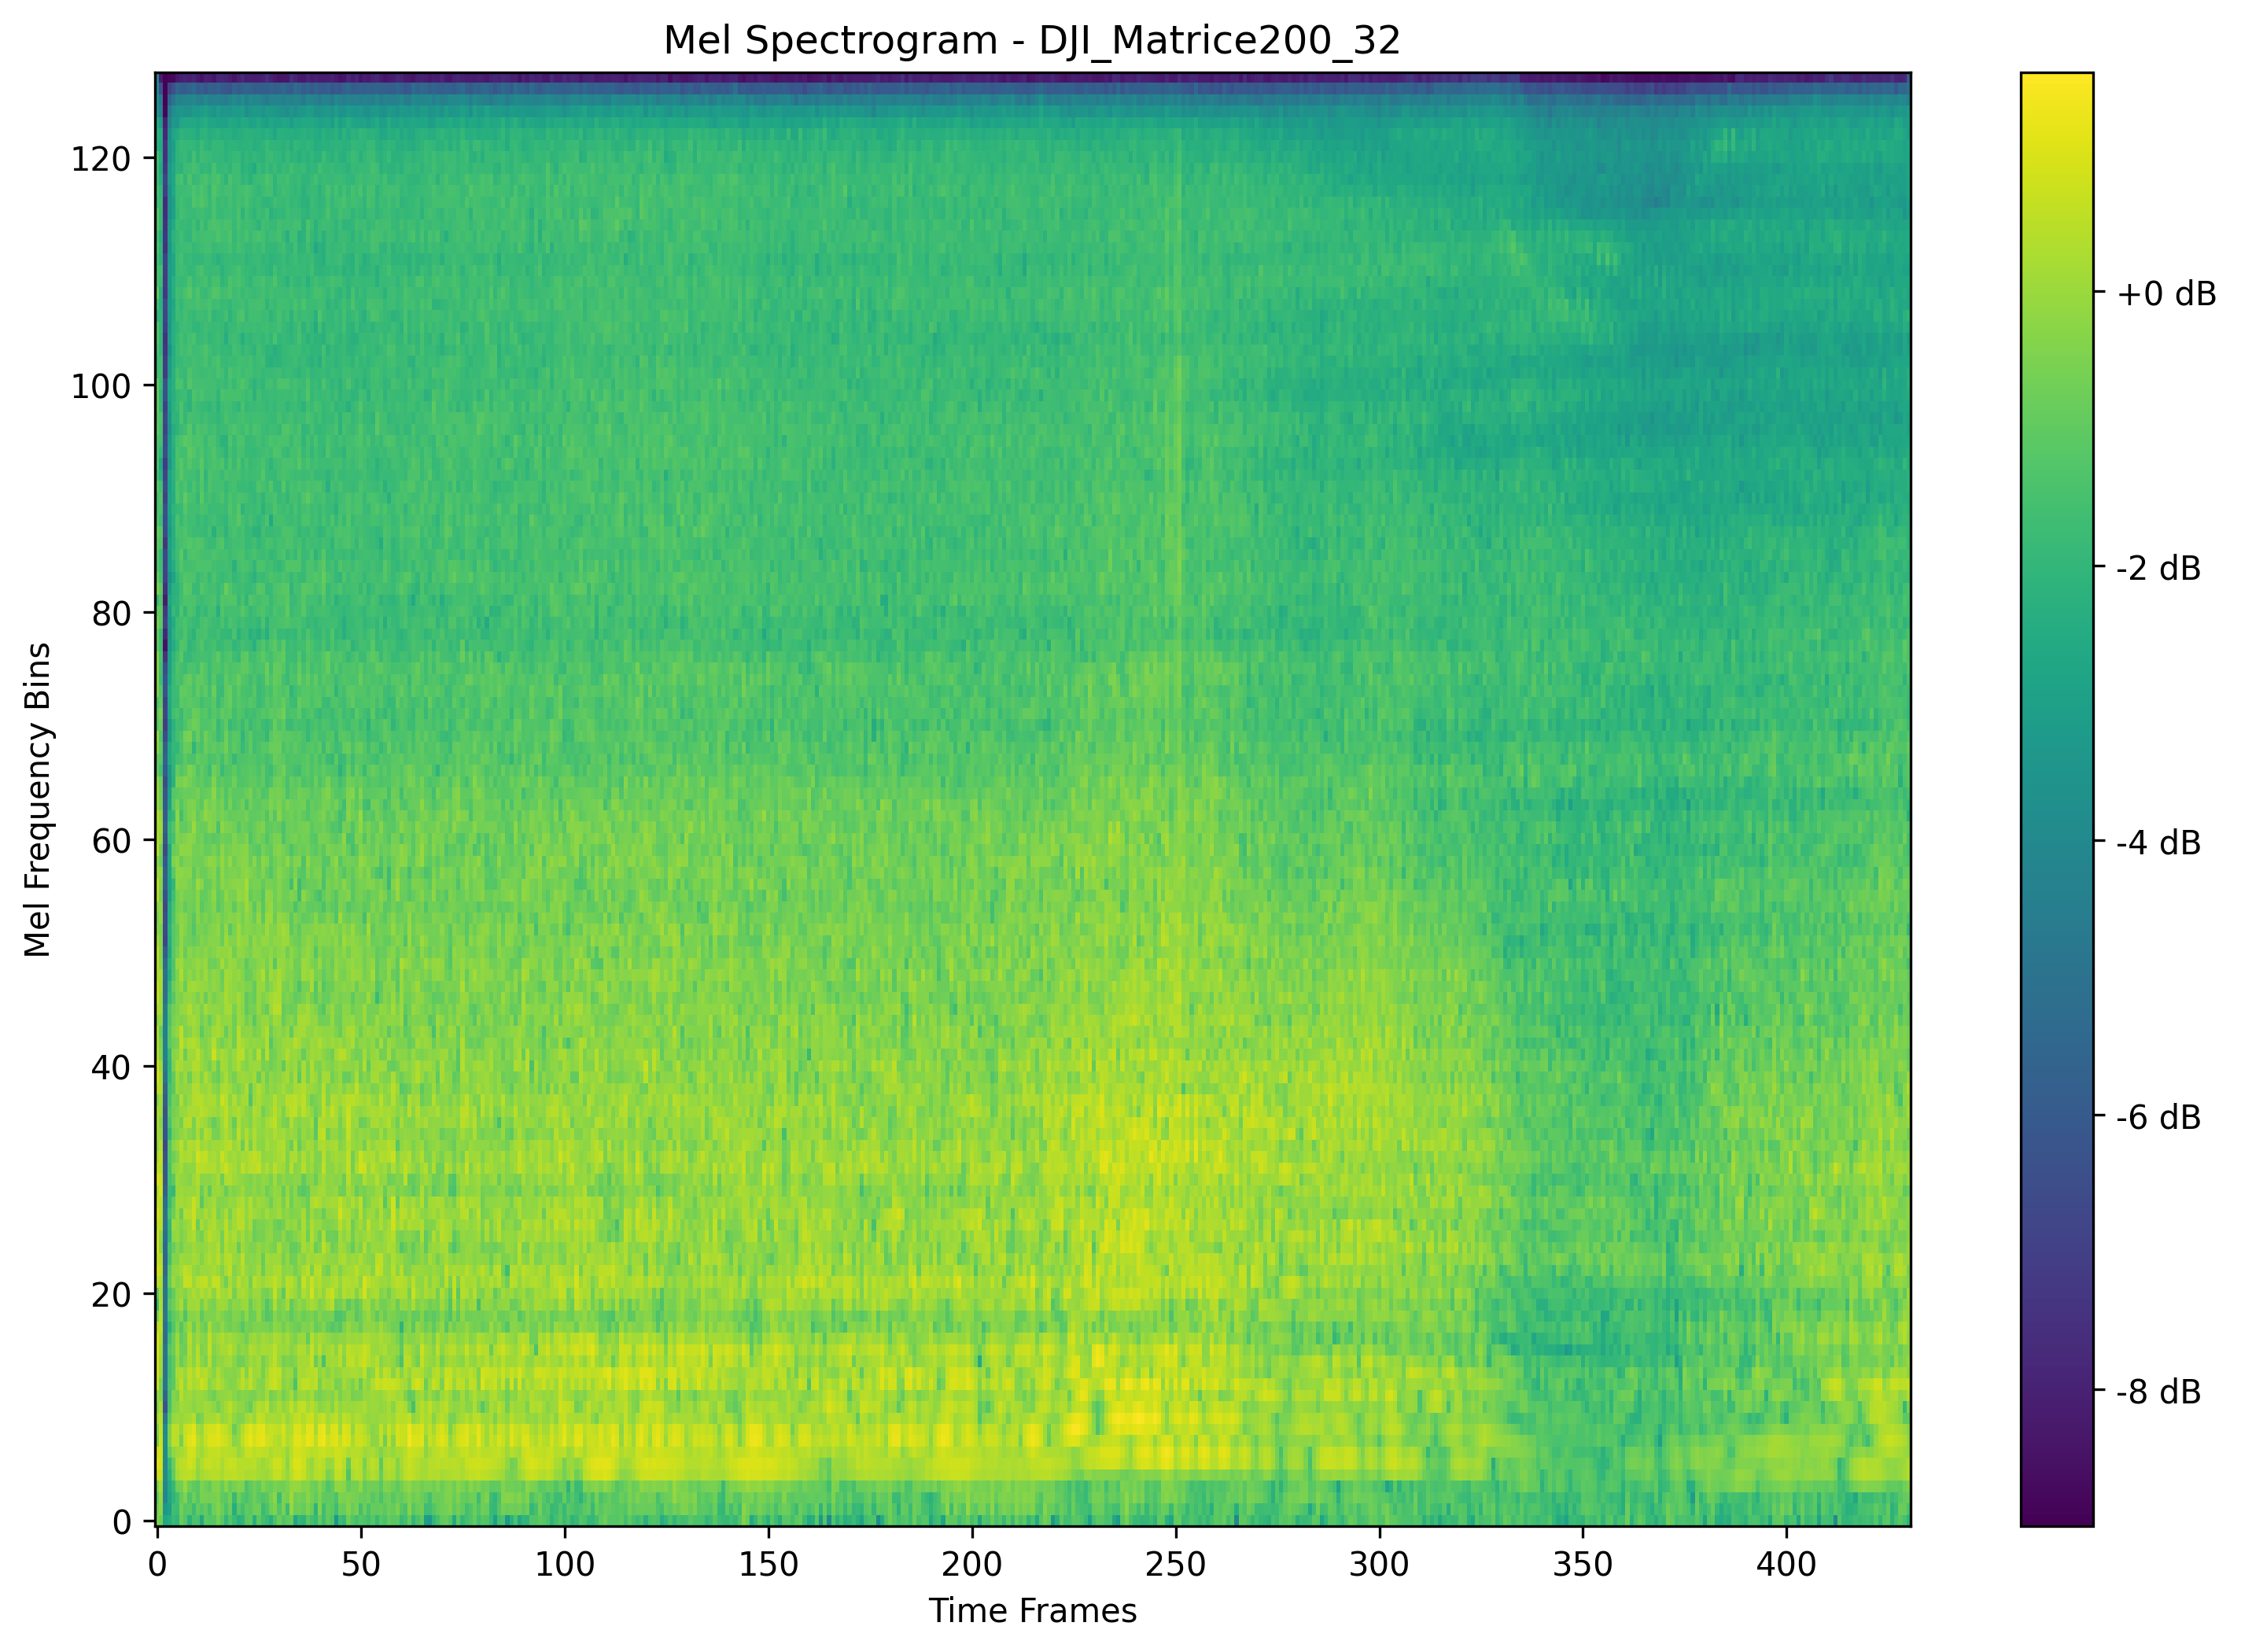 Mel Spectrogram - DJI_Matrice200_32
120
100
80
60
40
20
0
Mel Frequency Bins
0 50 100 150 200 250 300 350 400
Time Frames
+0 dB
-2 dB
-4 dB
-6 dB
-8 dB